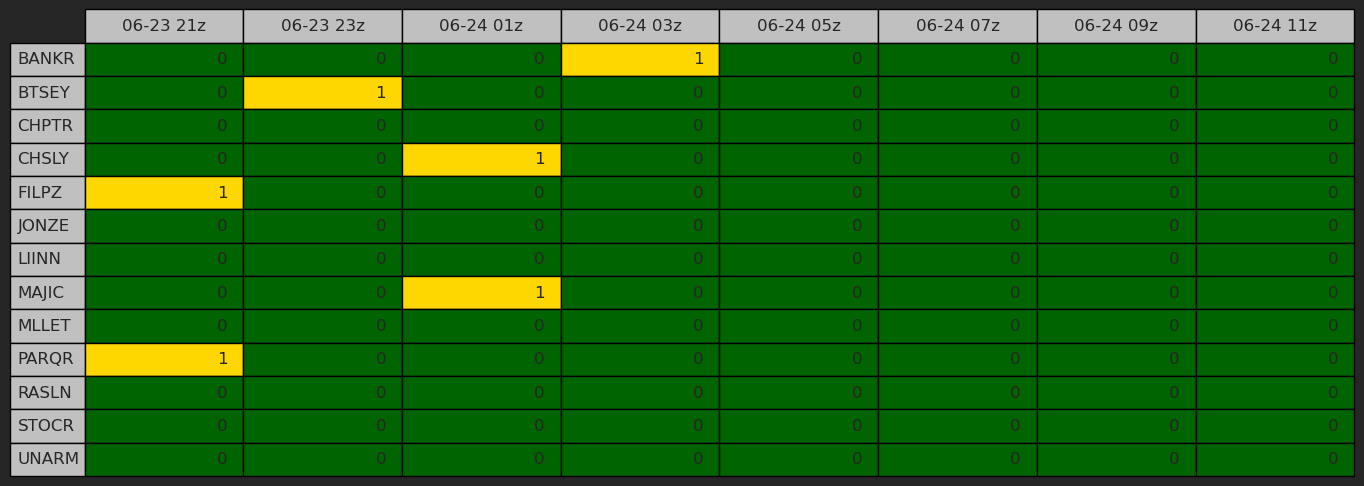 06-23 21z 06-23 23z 06-24 01z 06-24 03z 06-24 05z 06-24 07z 06-24 09z 06-24 11z
BANKR 0 0 0 1 0 0 0 0
BTSEY 0 1 0 0 0 0 0 0
CHPTR 0 0 0 0 0 0 0 0
CHSLY 0 0 1 0 0 0 0 0
FILPZ 1 0 0 0 0 0 0 0
JONZE 0 0 0 0 0 0 0 0
LIINN 0 0 0 0 0 0 0 0
MAJIC 0 0 1 0 0 0 0 0
MLLET 0 0 0 0 0 0 0 0
PARQR 1 0 0 0 0 0 0 0
RASLN 0 0 0 0 0 0 0 0
STOCR 0 0 0 0 0 0 0 0
UNARM 0 0 0 0 0 0 0 0